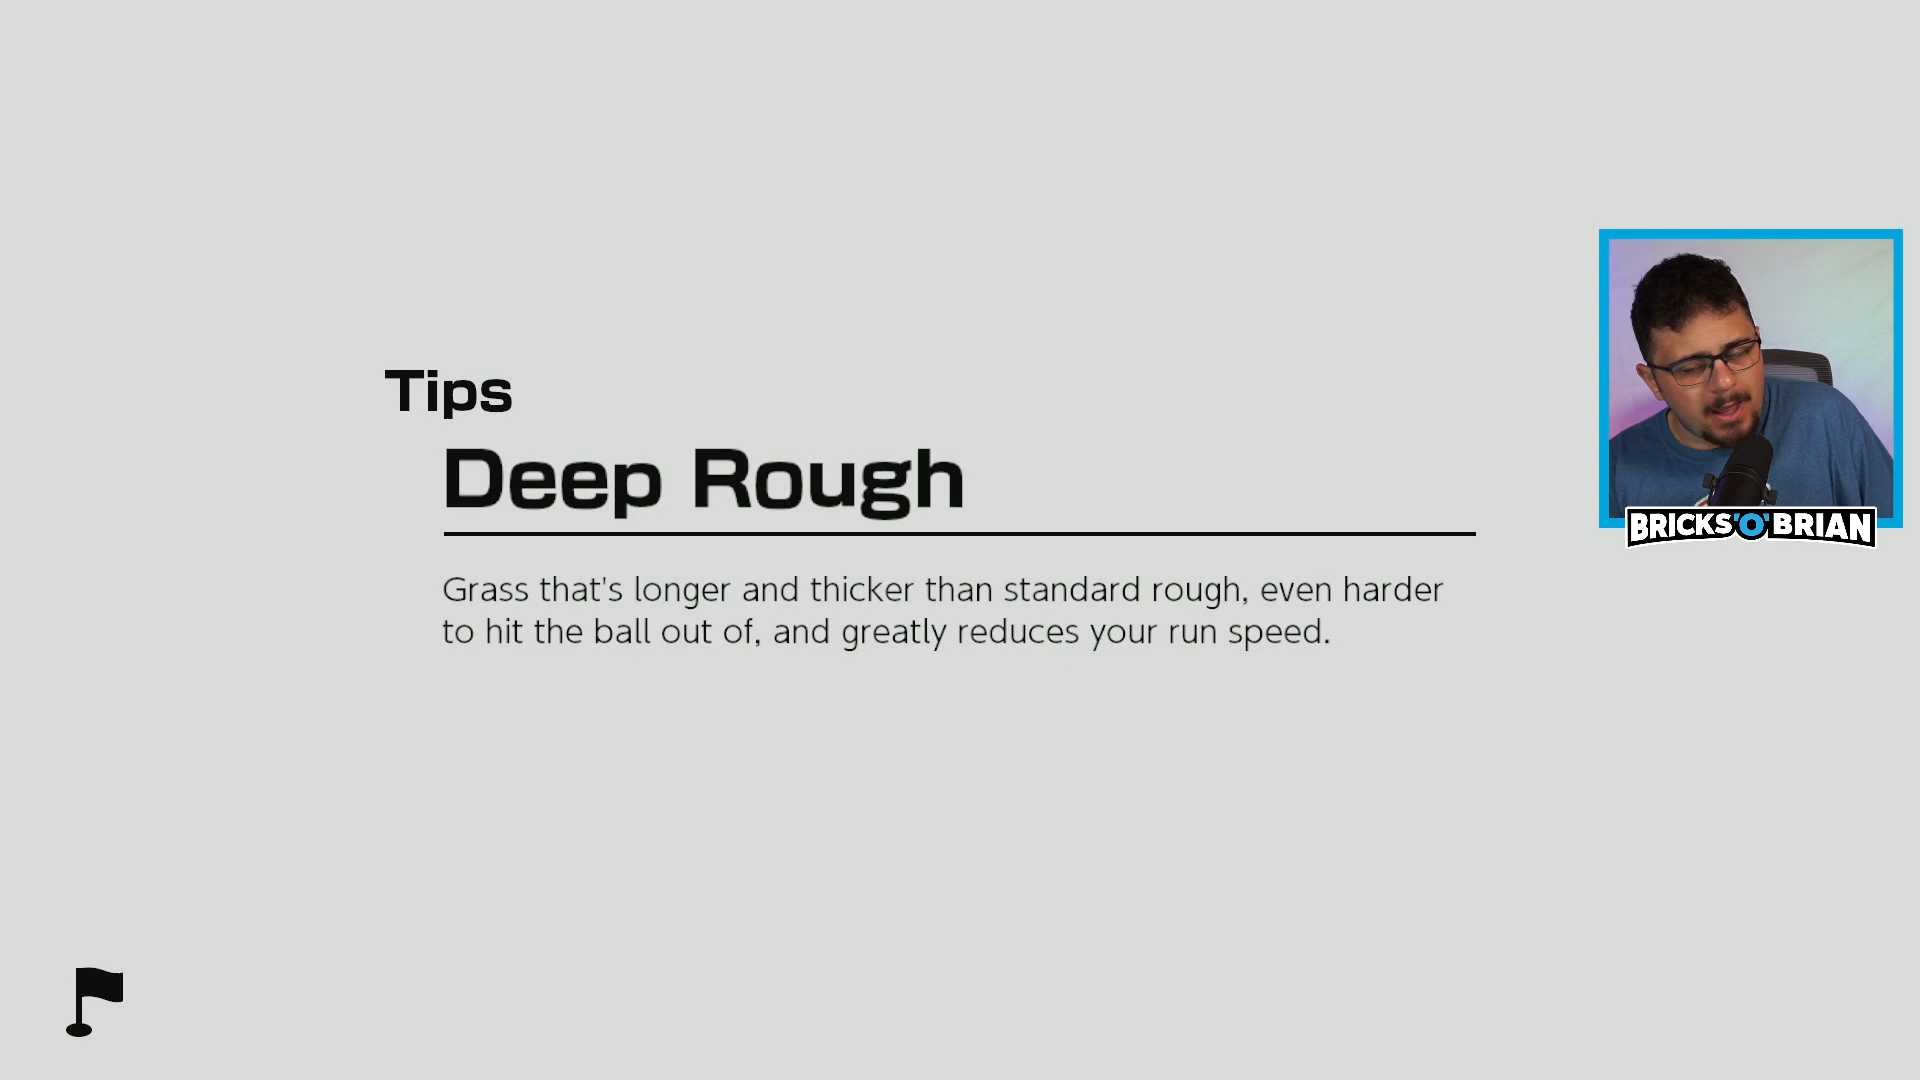 Tips
Deep Rough
Grass that's longer and thicker than standard rough, even harder
to hit the ball out of, and greatly reduces your run speed.
BRICKS'O'BRIAN